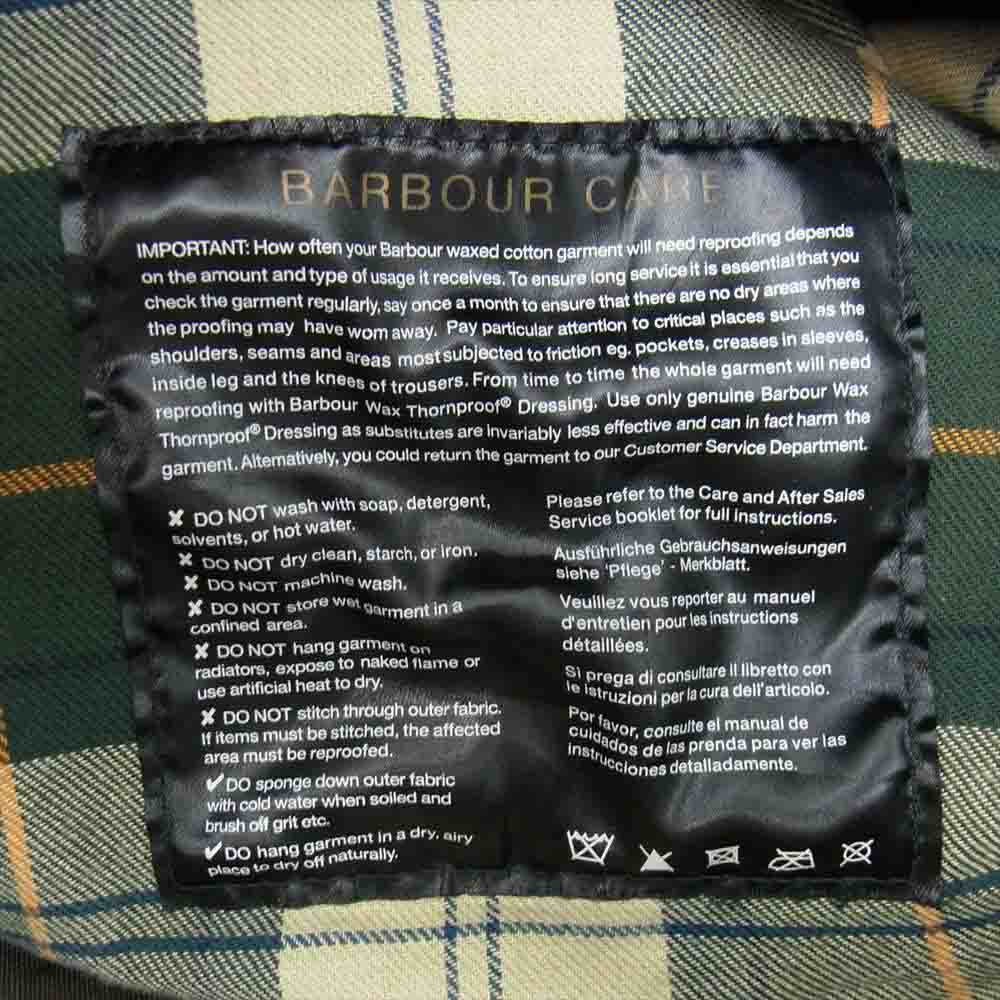 BARBOUR CARE
IMPORTANT: How often your Barbour waxed cotton garment will need reproofing depends
on the amount and type of usage it receives. To ensure long service it is essential that you
check the garment regularly, say once a month to ensure that there are no dry areas where
the proofing may have worn away. Pay particular attention to critical places such as the
shoulders, seams and areas most subjected to friction eg. pockets, creases in sleeves,
inside leg and the knees of trousers. From time to time the whole garment will need
reproofing with Barbour Wax Thornproof® Dressing. Use only genuine Barbour Wax
Thornproof® Dressing as substitutes are invariably less effective and can in fact harm the
garment. Alternatively, you could return the garment to our Customer Service Department.
✘ DO NOT wash with soap, detergent,
solvents, or hot water.
✘ DO NOT dry clean, starch, or iron.
✘ DO NOT machine wash.
✘ DO NOT store wet garment in a
confined area.
✘ DO NOT hang garment on
radiators, expose to naked flame or
use artificial heat to dry.
✘ DO NOT stitch through outer fabric.
If items must be stitched, the affected
area must be reproofed.
✔ DO sponge down outer fabric
with cold water when soiled and
brush off grit etc.
✔ DO hang garment in a dry, airy
place to dry off naturally.
Please refer to the Care and After Sales
Service booklet for full instructions.
Ausführliche Gebrauchsanweisungen
siehe 'Pflege' - Merkblatt.
Veuillez vous reporter au manuel
d'entretien pour les instructions
détaillées.
Si prega di consultare il libretto con
le istruzioni per la cura dell'articolo.
Por favor, consulte el manual de
cuidados de las prenda para ver las
instrucciones detalladamente.